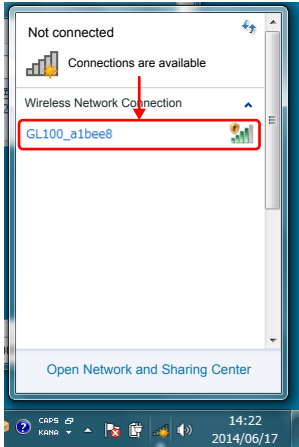 Not connected
Connections are available
Wireless Network Connection
GL100_a1bee8
Open Network and Sharing Center
CAPS
KANA
14:22
2014/06/17